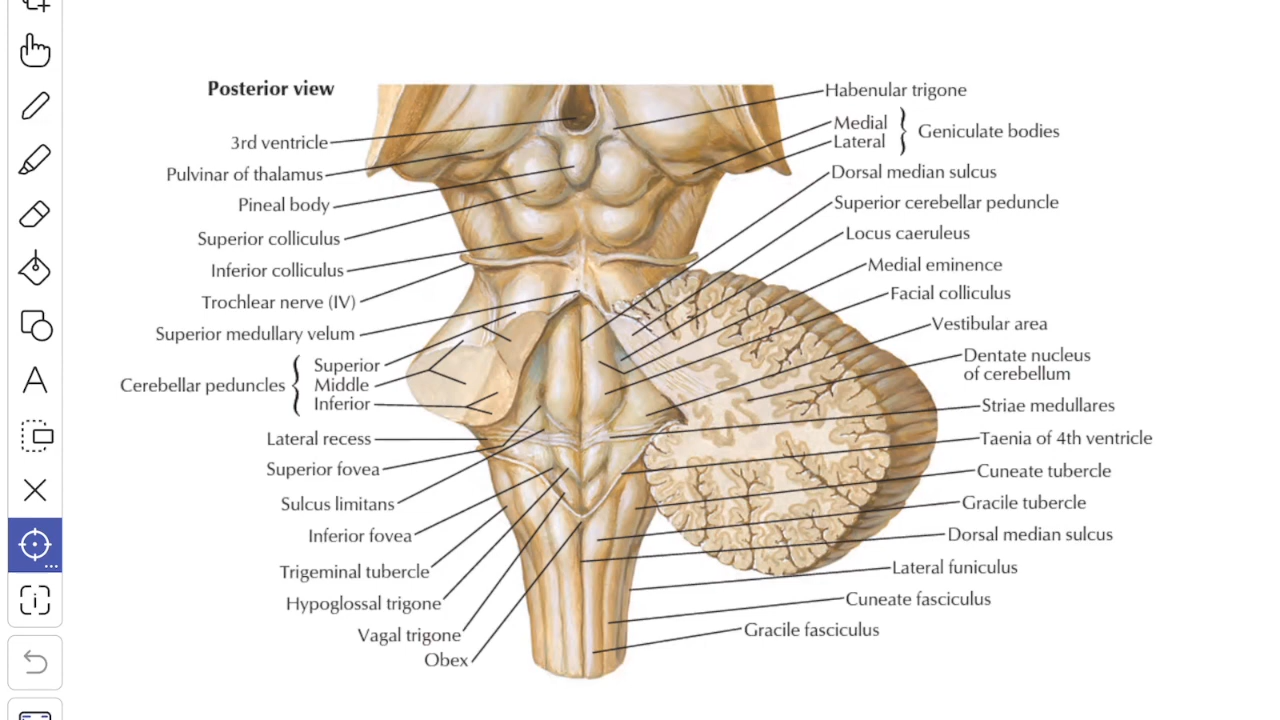 Posterior view
3rd ventricle
Pulvinar of thalamus
Pineal body
Superior colliculus
Inferior colliculus
Trochlear nerve (IV)
Superior medullary velum
Cerebellar peduncles
Superior
Middle
Inferior
Lateral recess
Superior fovea
Sulcus limitans
Inferior fovea
Trigeminal tubercle
Hypoglossal trigone
Vagal trigone
Obex
Habenular trigone
Medial
Lateral
Geniculate bodies
Dorsal median sulcus
Superior cerebellar peduncle
Locus caeruleus
Medial eminence
Facial colliculus
Vestibular area
Dentate nucleus
of cerebellum
Striae medullares
Taenia of 4th ventricle
Cuneate tubercle
Gracile tubercle
Dorsal median sulcus
Lateral funiculus
Cuneate fasciculus
Gracile fasciculus